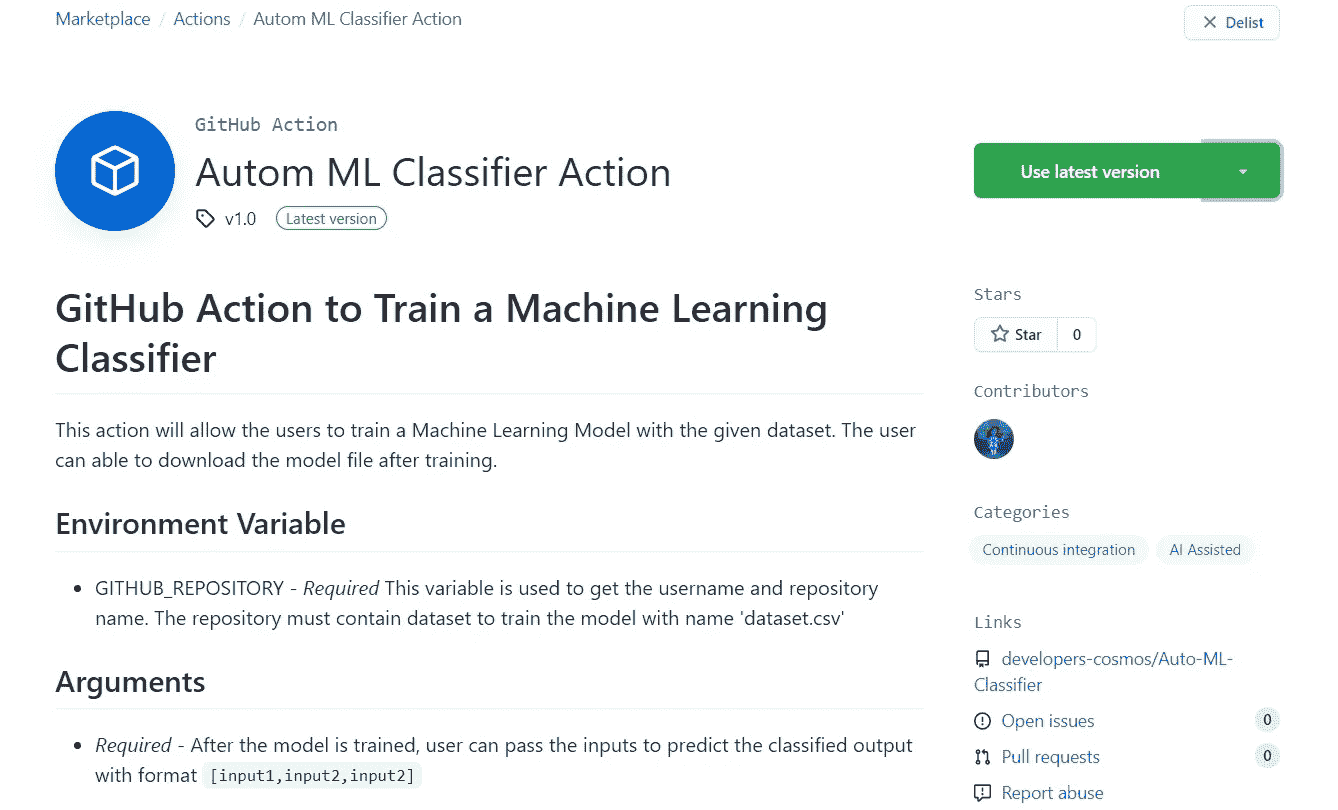 Marketplace / Actions / Autom ML Classifier Action
Delist
GitHub Action
Autom ML Classifier Action
v1.0 Latest version
Use latest version
GitHub Action to Train a Machine Learning
Classifier
This action will allow the users to train a Machine Learning Model with the given dataset. The user
can able to download the model file after training.
Environment Variable
GITHUB_REPOSITORY - Required This variable is used to get the username and repository
name. The repository must contain dataset to train the model with name 'dataset.csv'
Arguments
Required - After the model is trained, user can pass the inputs to predict the classified output
with format [input1,input2,input2]
Stars
Star 0
Contributors
Categories
Continuous integration AI Assisted
Links
developers-cosmos/Auto-ML-
Classifier
Open issues 0
Pull requests 0
Report abuse